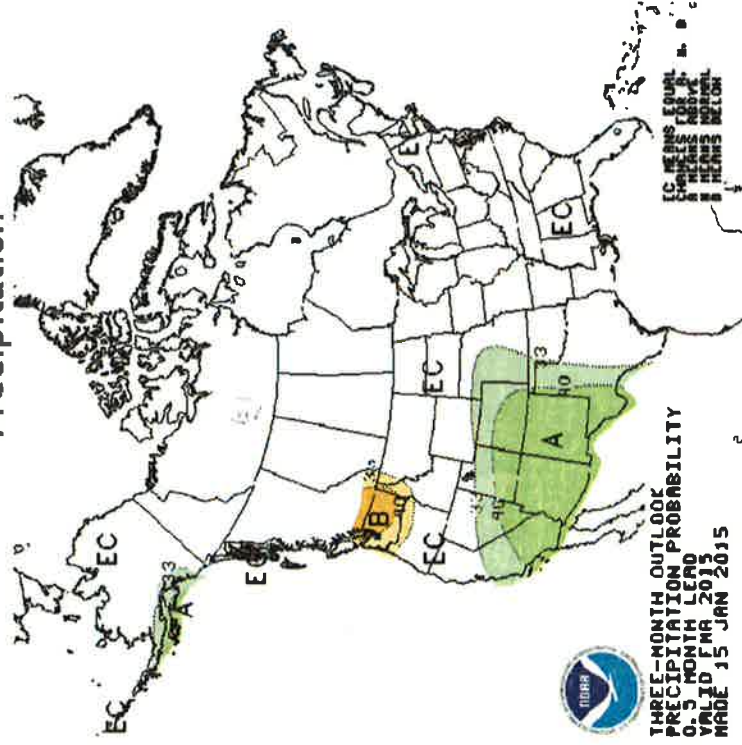 Precipitation
EC
EC
33
A
E
EC
B
40
EC
EC
EC
40
33
40
A
EC
NOAA
THREE-MONTH OUTLOOK
PRECIPITATION PROBABILITY
0.5 MONTH LEAD
VALID FMA 2015
MADE 15 JAN 2015
EC MEANS EQUAL
CHANCES FOR A, N, B
A MEANS ABOVE
N MEANS NORMAL
B MEANS BELOW